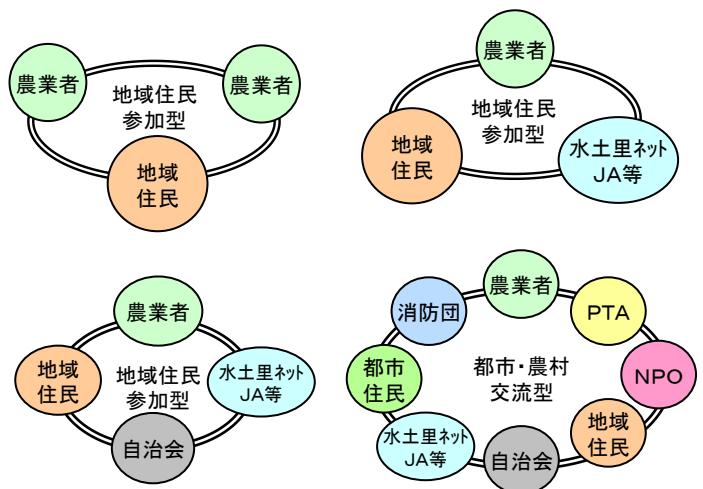 農業者
農業者
地域住民
参加型
地域
住民
農業者
地域住民
参加型
地域
住民
水土里ネット
JA等
農業者
地域
住民
地域住民
参加型
水土里ネット
JA等
自治会
農業者
消防団
PTA
都市
住民
都市・農村
交流型
NPO
水土里ネット
JA等
自治会
地域
住民